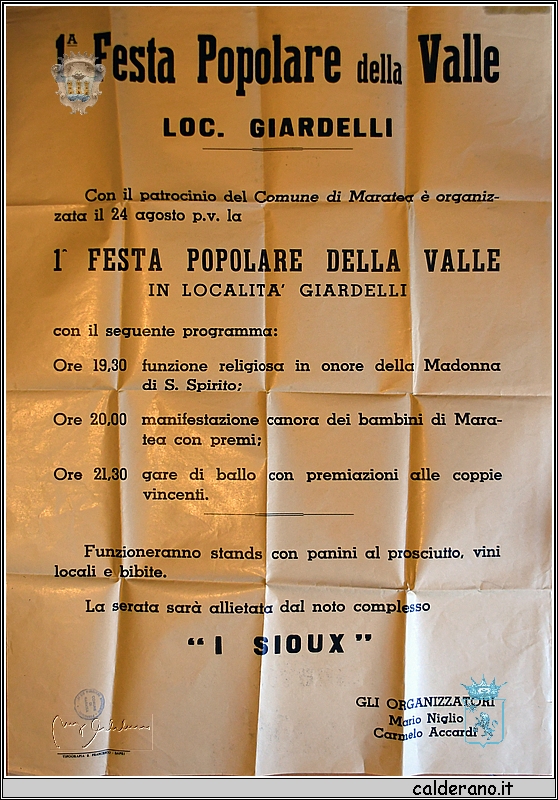 1ᴬ Festa Popolare della Valle
LOC. GIARDELLI
Con il patrocinio del Comune di Maratea è organiz-
zata il 24 agosto p.v. la
1ˆ FESTA POPOLARE DELLA VALLE
IN LOCALITA' GIARDELLI
con il seguente programma:
Ore 19,30 funzione religiosa in onore della Madonna
di S. Spirito;
Ore 20,00 manifestazione canora dei bambini di Mara-
tea con premi;
Ore 21,30 gare di ballo con premiazioni alle coppie
vincenti.
Funzioneranno stands con panini al prosciutto, vini
locali e bibite.
La serata sarà allietata dal noto complesso
“I SIOUX”
GLI ORGANIZZATORI
Mario Niglio
Carmelo Accardi
calderano.it